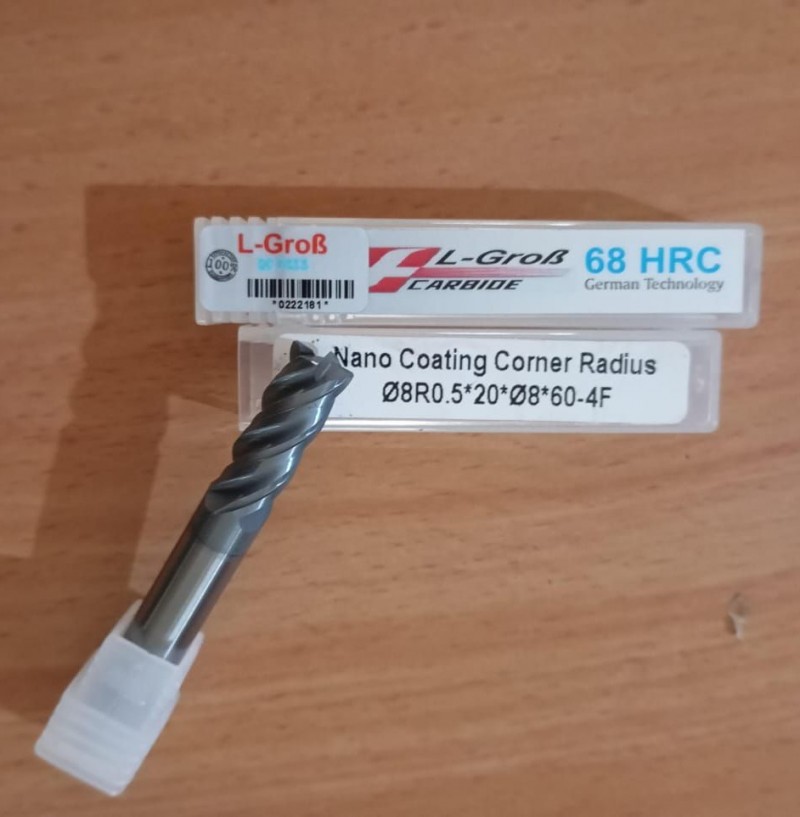 L-Groß
*0222181*
L-Groß
CARBIDE
68 HRC
German Technology
Nano Coating Corner Radius
Ø8R0.5*20*Ø8*60-4F